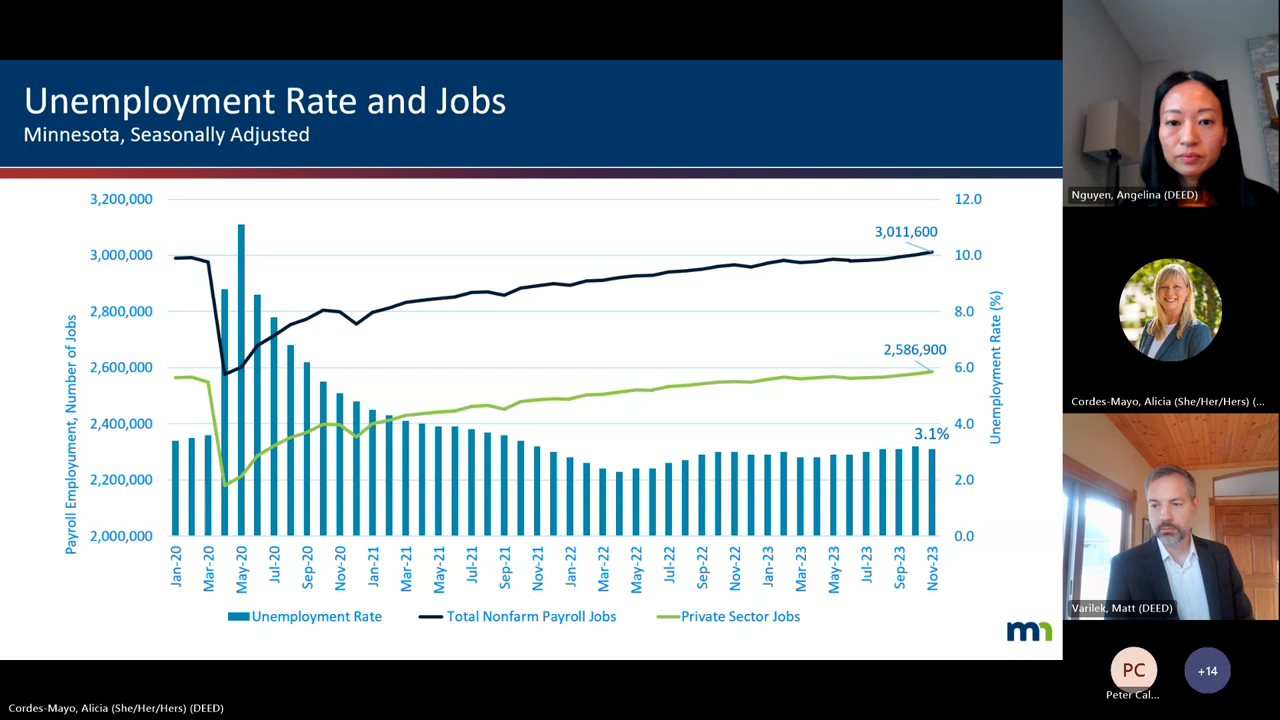 Unemployment Rate and Jobs
Minnesota, Seasonally Adjusted
3,200,000
3,000,000
2,800,000
2,600,000
2,400,000
2,200,000
2,000,000
Payroll Employment, Number of Jobs
12.0
10.0
8.0
6.0
4.0
2.0
0.0
Unemployment Rate (%)
3,011,600
2,586,900
3.1%
Jan-20
Mar-20
May-20
Jul-20
Sep-20
Nov-20
Jan-21
Mar-21
May-21
Jul-21
Sep-21
Nov-21
Jan-22
Mar-22
May-22
Jul-22
Sep-22
Nov-22
Jan-23
Mar-23
May-23
Jul-23
Sep-23
Nov-23
Unemployment Rate
Total Nonfarm Payroll Jobs
Private Sector Jobs
mn
Nguyen, Angelina (DEED)
Cordes-Mayo, Alicia (She/Her/Hers) (...
Varilek, Matt (DEED)
PC
+14
Peter Cal...
Cordes-Mayo, Alicia (She/Her/Hers) (DEED)